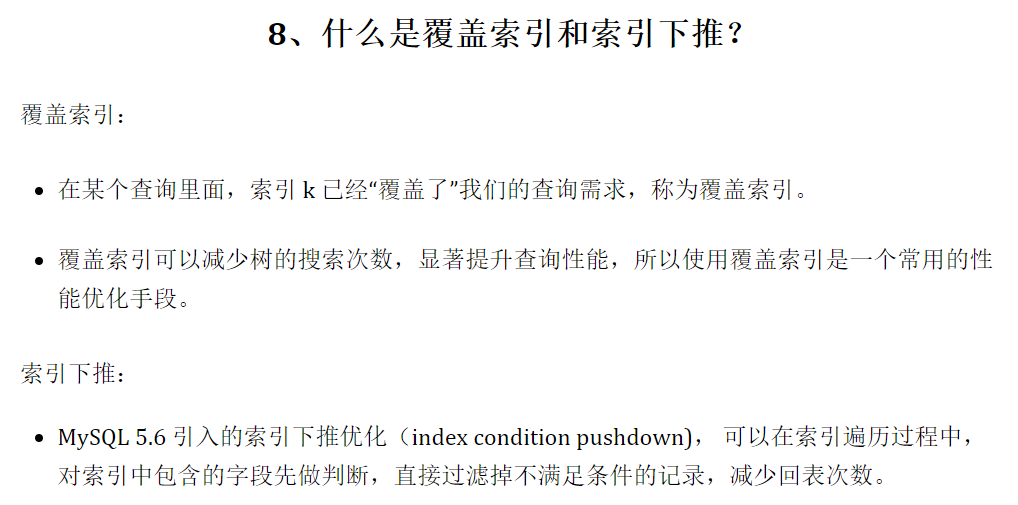 8、什么是覆盖索引和索引下推?
覆盖索引：
• 在某个查询里面，索引 k 已经“覆盖了”我们的查询需求，称为覆盖索引。
• 覆盖索引可以减少树的搜索次数，显著提升查询性能，所以使用覆盖索引是一个常用的性
能优化手段。
索引下推：
• MySQL 5.6 引入的索引下推优化（index condition pushdown)， 可以在索引遍历过程中，
对索引中包含的字段先做判断，直接过滤掉不满足条件的记录，减少回表次数。